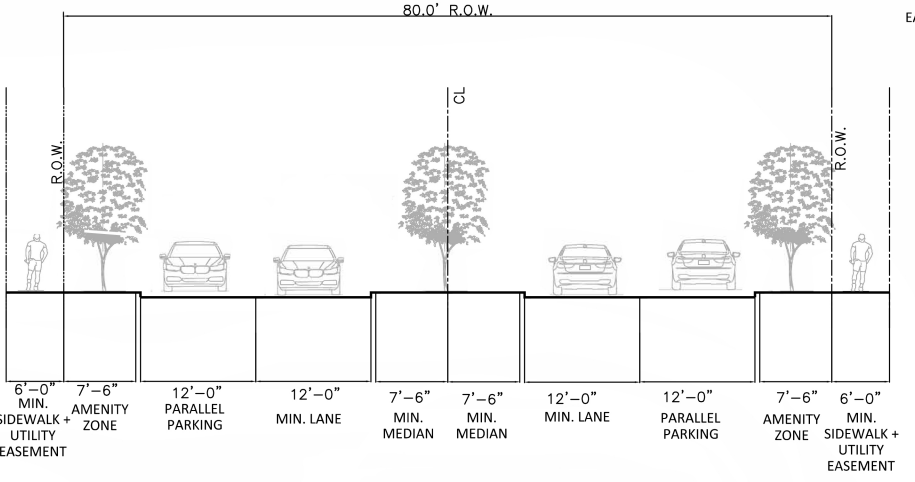 80.0' R.O.W.
EA
CL
R.O.W.
R.O.W.
6'-0"
MIN.
SIDEWALK +
UTILITY
EASEMENT
7'-6"
AMENITY
ZONE
12'-0"
PARALLEL
PARKING
12'-0"
MIN. LANE
7'-6"
MIN.
MEDIAN
7'-6"
MIN.
MEDIAN
12'-0"
MIN. LANE
12'-0"
PARALLEL
PARKING
7'-6"
AMENITY
ZONE
6'-0"
MIN.
SIDEWALK +
UTILITY
EASEMENT